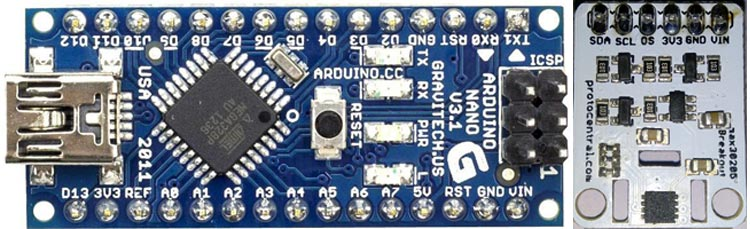 D12 D11 D10 D9 D8 D7 D6 D5 D4 D3 D2 GND RST RX0 TX1
USA
2011
ARDUINO.CC
RESET
TX
RX
PWR
L
GRAVITECH.US
G
ARDUINO
NANO
V3.1
ICSP
1
D13 3V3 REF A0 A1 A2 A3 A4 A5 A6 A7 5V RST GND VIN
SDA SCL OS 3V3 GND VIN
protocentral.com
max30205
Breakout